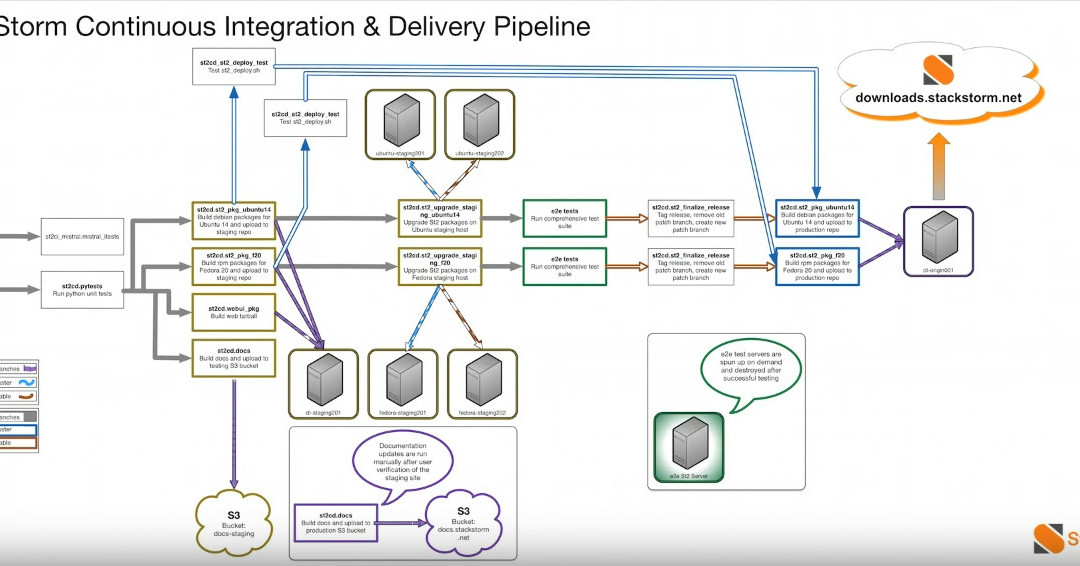 Storm Continuous Integration & Delivery Pipeline
st2cd_st2_deploy_test
Test st2_deploy.sh
st2cd_st2_deploy_test
Test st2_deploy.sh
ubuntu-staging201
ubuntu-staging202
downloads.stackstorm.net
st2ci_mistral.mistral_itests
st2cd.pytests
Run python unit tests
st2cd.st2_pkg_ubuntu14
Build debian packages for
Ubuntu 14 and upload to
staging repo
st2cd.st2_pkg_f20
Build rpm packages for
Fedora 20 and upload to
staging repo
st2cd.webui_pkg
Build web tarball
st2cd.docs
Build docs and upload to
testing S3 bucket
st2cd.st2_upgrade_stagi
ng_ubuntu14
Upgrade St2 packages on
Ubuntu staging host
st2cd.st2_upgrade_stagi
ng_f20
Upgrade St2 packages on
Fedora staging host
e2e tests
Run comprehensive test
suite
e2e tests
Run comprehensive test
suite
st2cd.st2_finalize_release
Tag release, remove old
patch branch, create new
patch branch
st2cd.st2_finalize_release
Tag release, remove old
patch branch, create new
patch branch
st2cd.st2_pkg_ubuntu14
Build debian packages for
Ubuntu 14 and upload to
production repo
st2cd.st2_pkg_f20
Build rpm packages for
Fedora 20 and upload to
production repo
dl-origin001
dl-staging201
fedora-staging201
fedora-staging202
anches
ster
able
anches
ster
able
S3
Bucket:
docs-staging
Documentation
updates are run
manually after user
verification of the
staging site
st2cd.docs
Build docs and upload to
production S3 bucket
S3
Bucket:
docs.stackstorm
.net
e2e test servers are
spun up on demand
and destroyed after
successful testing
e2e St2 Server
S